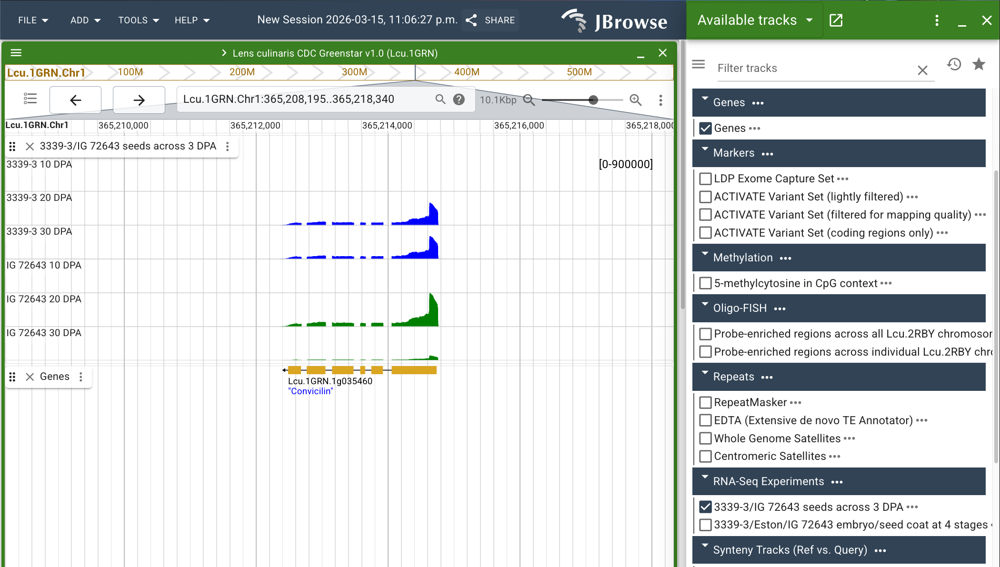 FILE ADD TOOLS HELP New Session 2026-03-15, 11:06:27 p.m. SHARE JBrowse
Lens culinaris CDC Greenstar v1.0 (Lcu.1GRN)
Lcu.1GRN.Chr1 100M 200M 300M 400M 500M
Lcu.1GRN.Chr1:365,208,195..365,218,340 10.1Kbp
Lcu.1GRN.Chr1 365,210,000 365,212,000 365,214,000 365,216,000 365,218,000
3339-3/IG 72643 seeds across 3 DPA
3339-3 10 DPA [0-900000]
3339-3 20 DPA
3339-3 30 DPA
IG 72643 10 DPA
IG 72643 20 DPA
IG 72643 30 DPA
Genes
Lcu.1GRN.1g035460
"Convicilin"
Available tracks
Filter tracks
Genes
Genes
Markers
LDP Exome Capture Set
ACTIVATE Variant Set (lightly filtered)
ACTIVATE Variant Set (filtered for mapping quality)
ACTIVATE Variant Set (coding regions only)
Methylation
5-methylcytosine in CpG context
Oligo-FISH
Probe-enriched regions across all Lcu.2RBY chromosor
Probe-enriched regions across individual Lcu.2RBY chr
Repeats
RepeatMasker
EDTA (Extensive de novo TE Annotator)
Whole Genome Satellites
Centromeric Satellites
RNA-Seq Experiments
3339-3/IG 72643 seeds across 3 DPA
3339-3/Eston/IG 72643 embryo/seed coat at 4 stages
Synteny Tracks (Ref vs. Query)